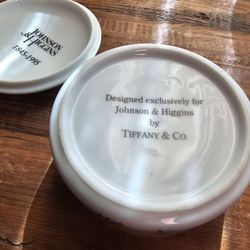 JOHNSON
& HIGGINS
1845-1995
Designed exclusively for
Johnson & Higgins
by
TIFFANY & CO.